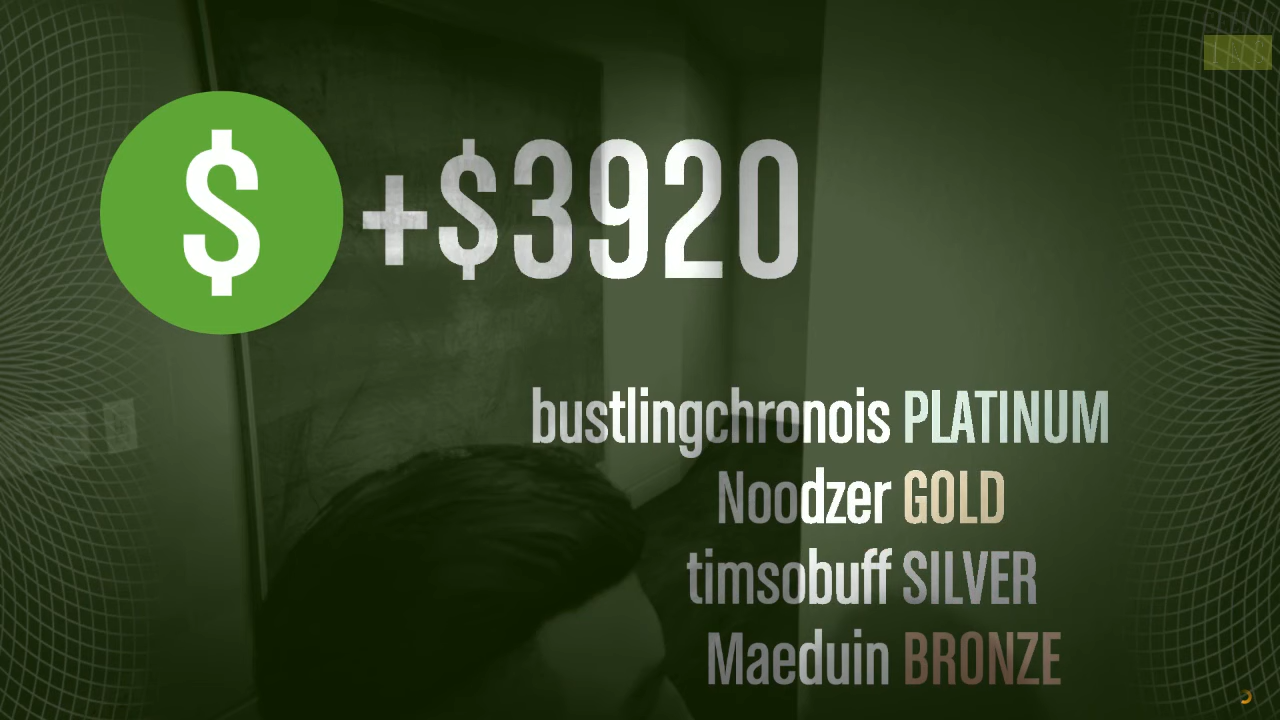 $ +$3920
bustlingchronois PLATINUM
Noodzer GOLD
timsobuff SILVER
Maeduin BRONZE